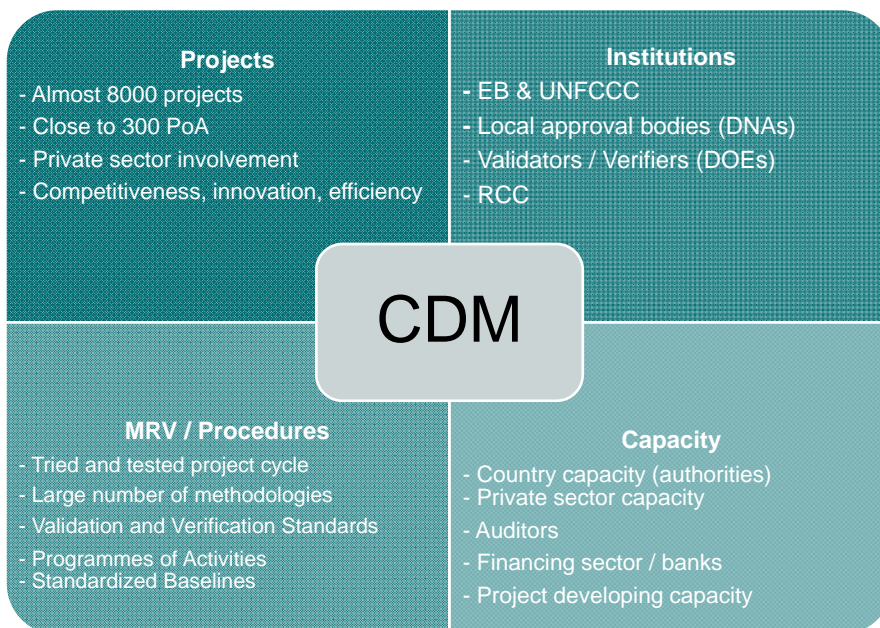 Projects
- Almost 8000 projects
- Close to 300 PoA
- Private sector involvement
- Competitiveness, innovation, efficiency
Institutions
- EB & UNFCCC
- Local approval bodies (DNAs)
- Validators / Verifiers (DOEs)
- RCC
CDM
MRV / Procedures
- Tried and tested project cycle
- Large number of methodologies
- Validation and Verification Standards
- Programmes of Activities
- Standardized Baselines
Capacity
- Country capacity (authorities)
- Private sector capacity
- Auditors
- Financing sector / banks
- Project developing capacity